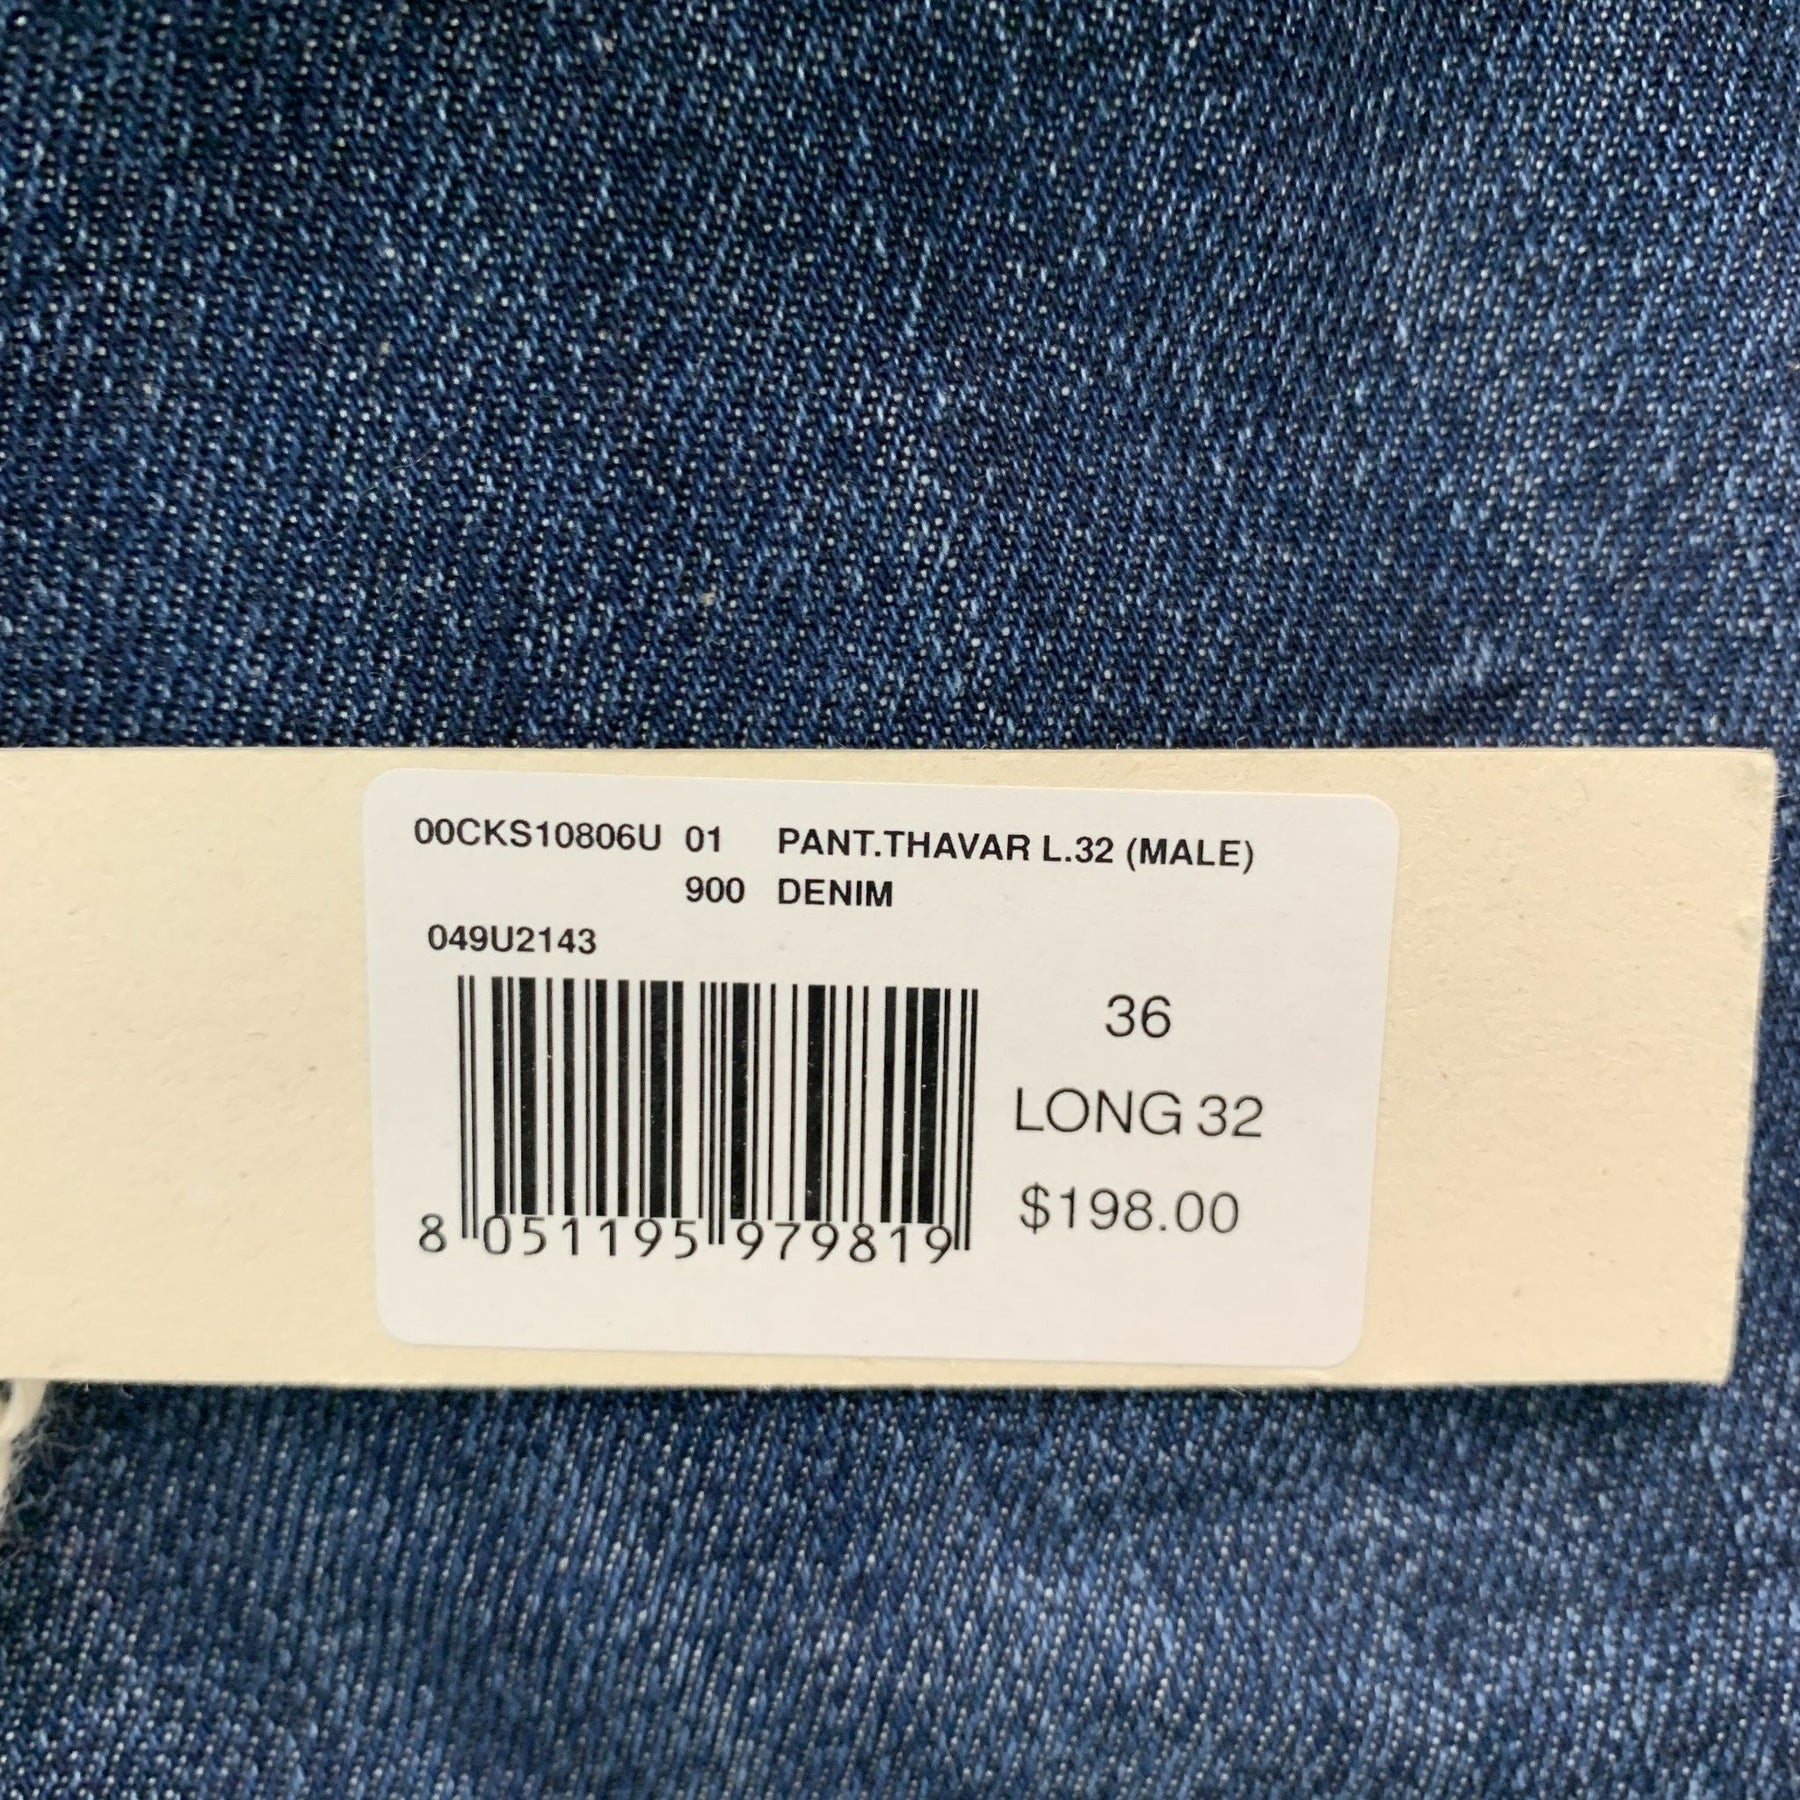 00CKS10806U 01 PANT.THAVAR L.32 (MALE)
900 DENIM
049U2143
36
LONG 32
$198.00
8 051195 979819